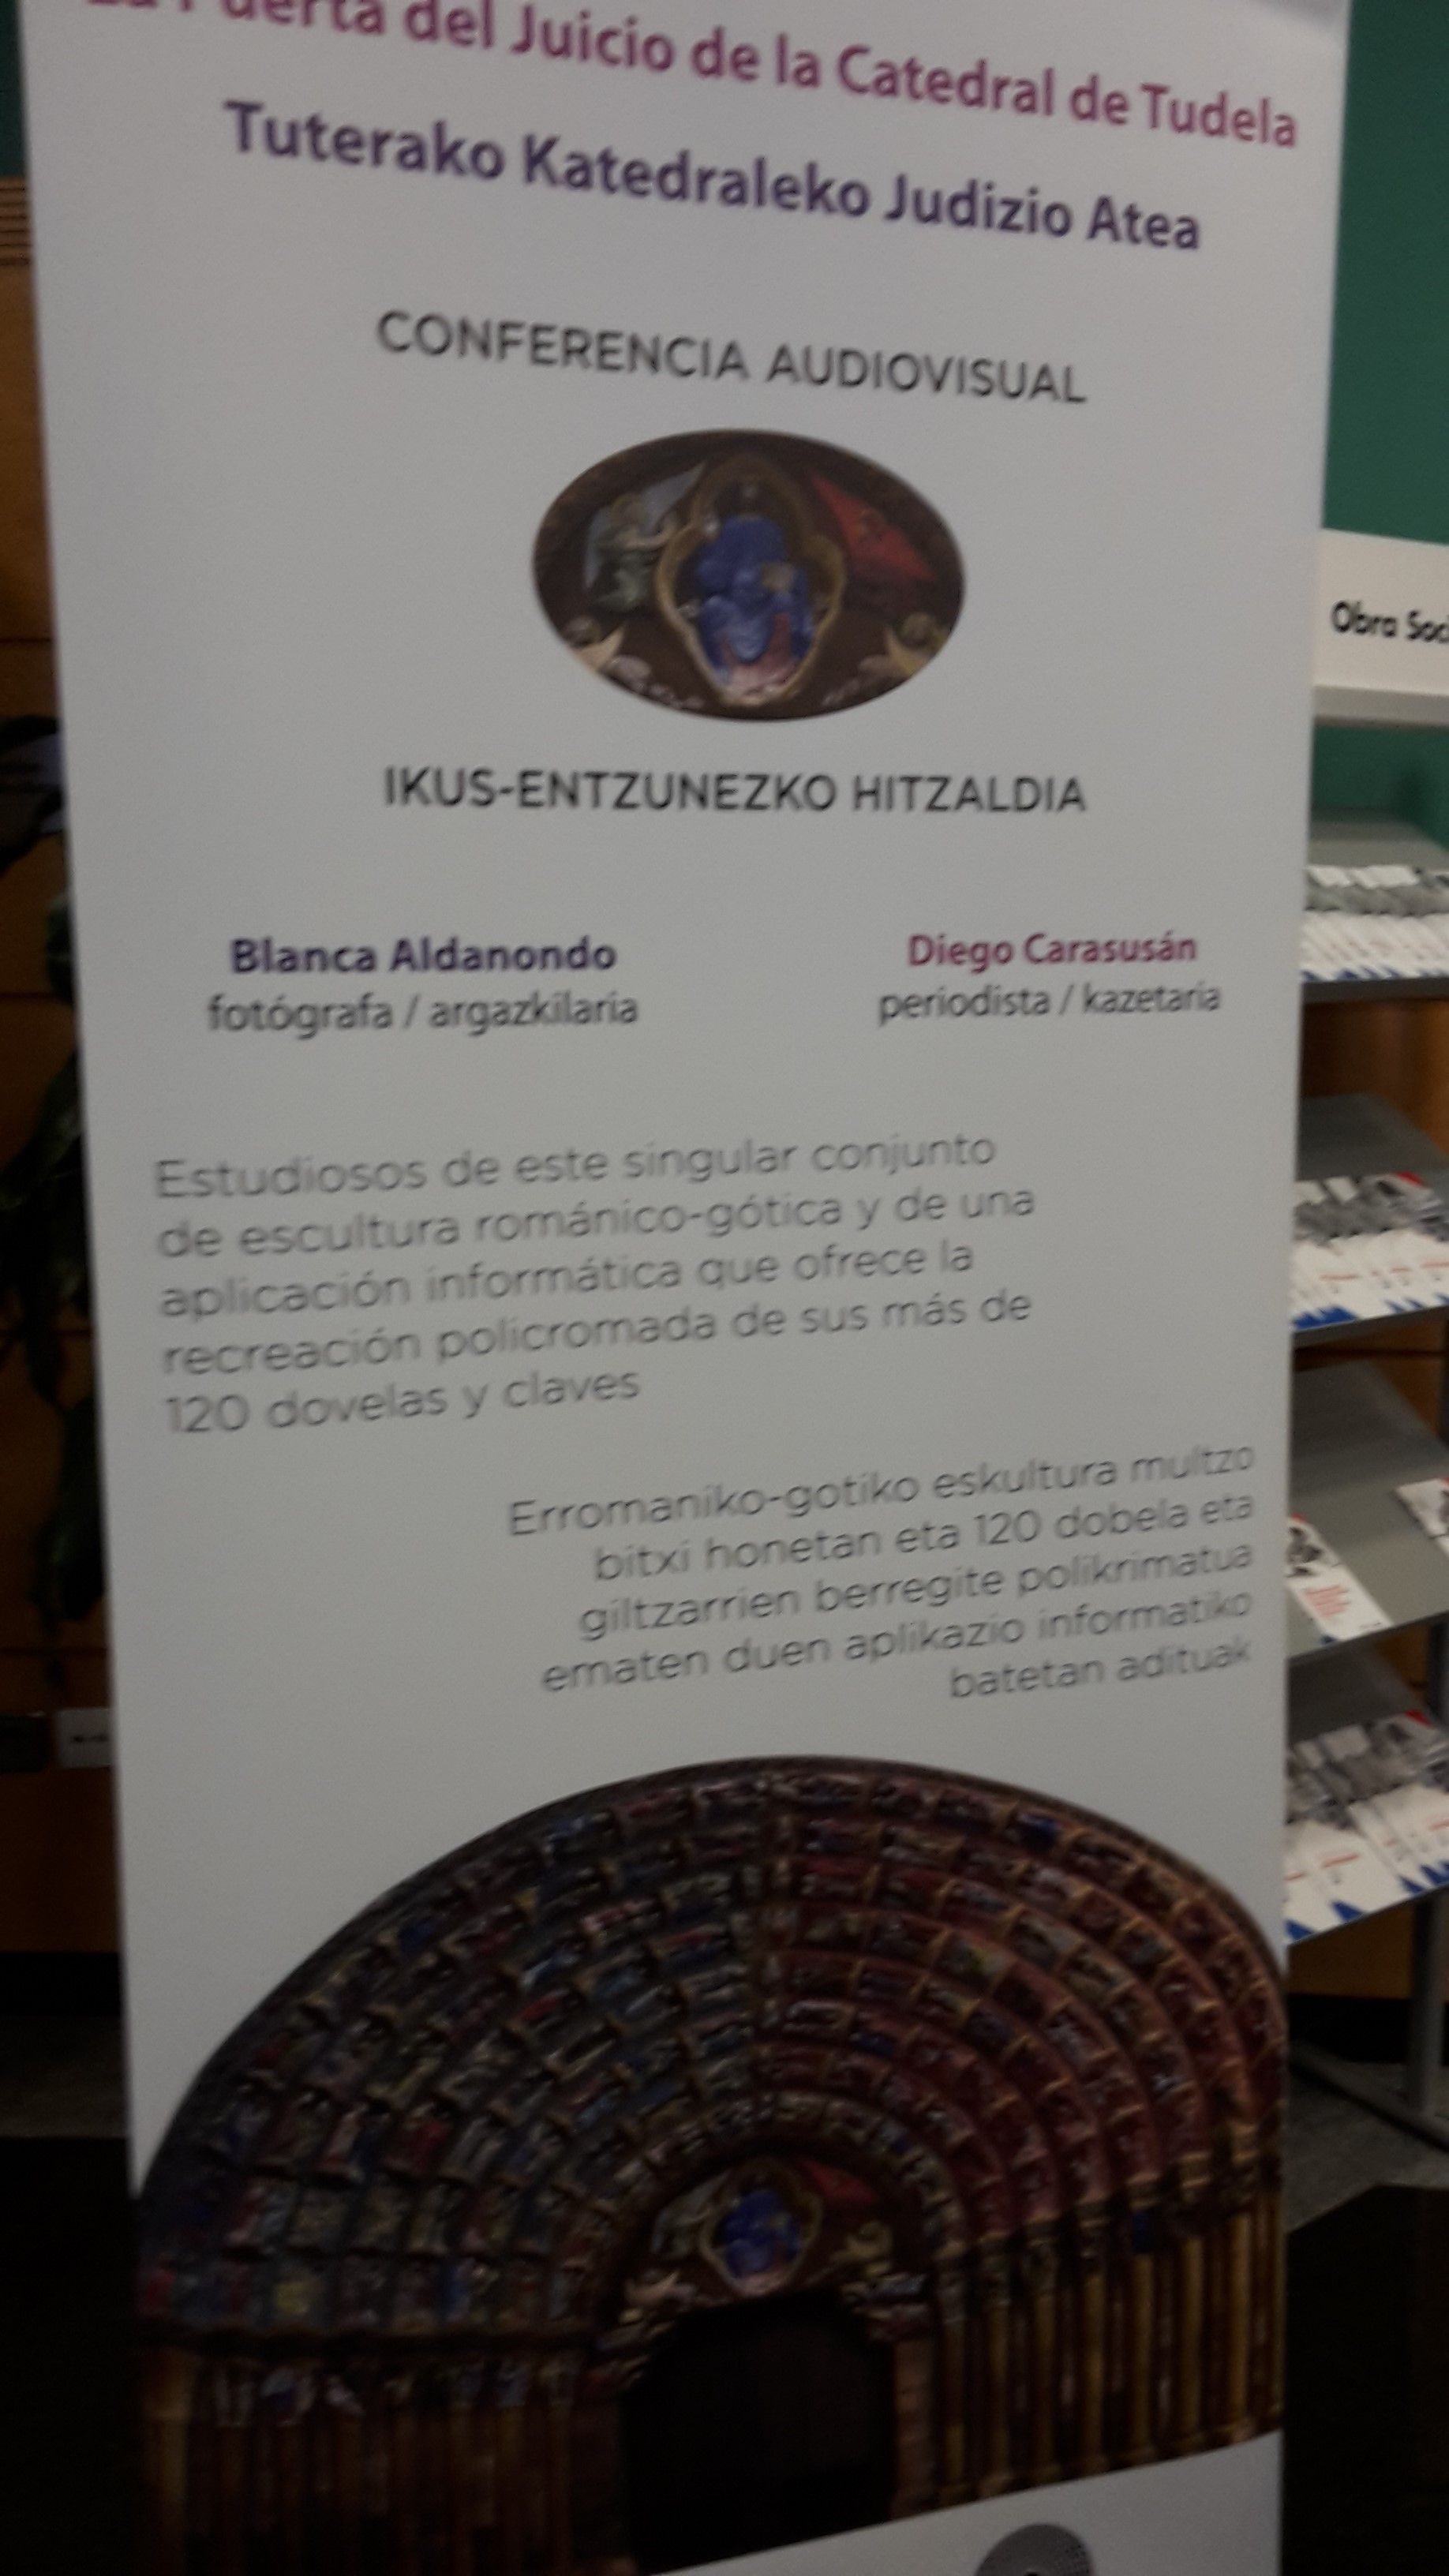 La Puerta del Juicio de la Catedral de Tudela
Tuterako Katedraleko Judizio Atea
CONFERENCIA AUDIOVISUAL
IKUS-ENTZUNEZKO HITZALDIA
Blanca Aldanondo
fotógrafa / argazkilaria
Diego Carasusán
periodista / kazetaria
Estudiosos de este singular conjunto
de escultura románico-gótica y de una
aplicación informática que ofrece la
recreación policromada de sus más de
120 dovelas y claves
Erromaniko-gotiko eskultura multzo
bitxi honetan eta 120 dobela eta
giltzarrien berregite polikrimatua
ematen duen aplikazio informatiko
batetan adituak
Obra Soc